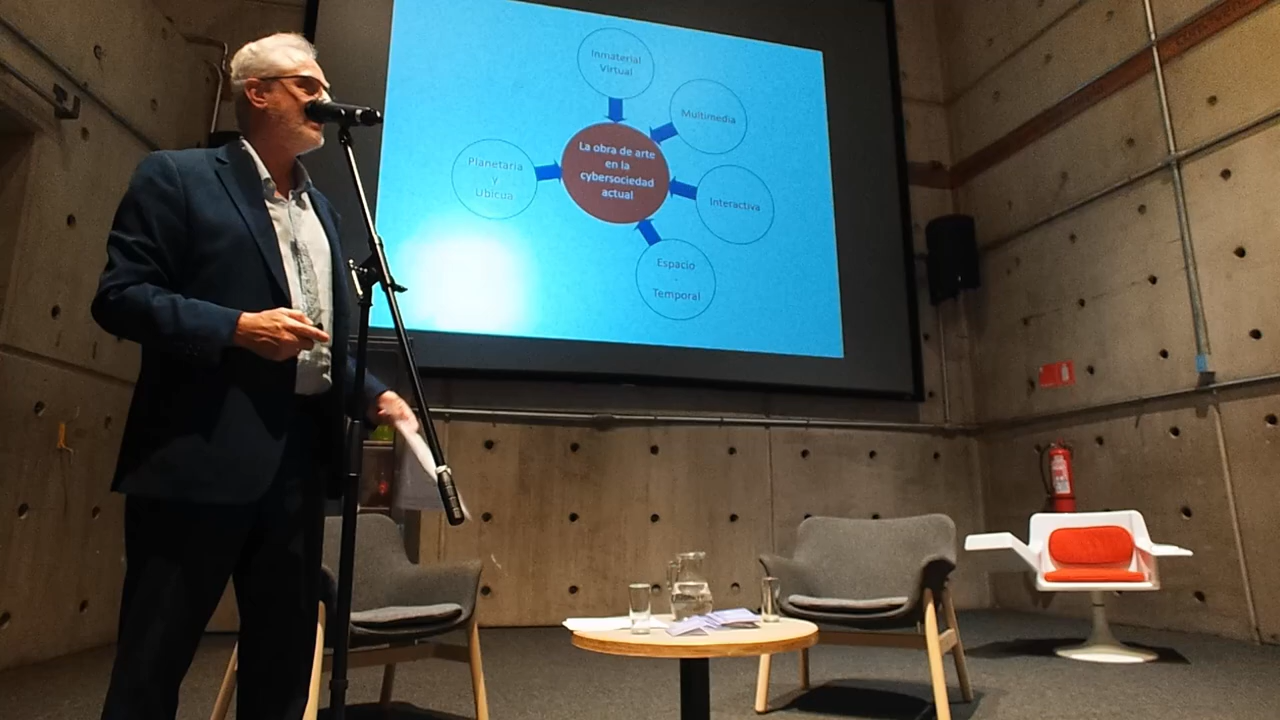 Inmaterial
Virtual
Multimedia
La obra de arte
en la
cybersociedad
actual
Planetaria
y
Ubicua
Interactiva
Espacio
-
Temporal